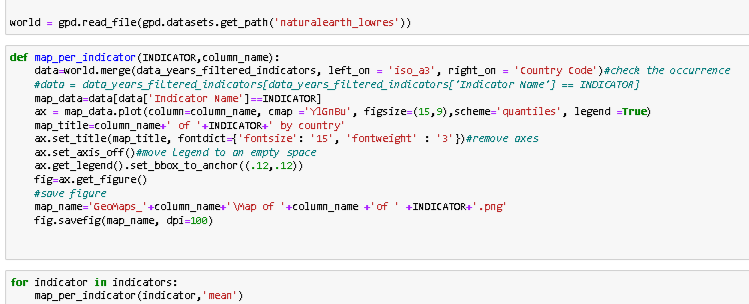 world = gpd.read_file(gpd.datasets.get_path('naturalearth_lowres'))
def map_per_indicator(INDICATOR,column_name):
    data=world.merge(data_years_filtered_indicators, left_on = 'iso_a3', right_on = 'Country Code')#check the occurrence
    #data = data_years_filtered_indicators[data_years_filtered_indicators['Indicator Name'] == INDICATOR]
    map_data=data[data['Indicator Name']==INDICATOR]
    ax = map_data.plot(column=column_name, cmap ='YlGnBu', figsize=(15,9),scheme='quantiles', legend =True)
    map_title=column_name+' of '+INDICATOR+' by country'
    ax.set_title(map_title, fontdict={'fontsize': '15', 'fontweight' : '3'})#remove axes
    ax.set_axis_off()#move Legend to an empty space
    ax.get_legend().set_bbox_to_anchor((.12,.12))
    fig=ax.get_figure()
    #save figure
    map_name='GeoMaps_'+column_name+'\Map of '+column_name +'of ' +INDICATOR+'.png'
    fig.savefig(map_name, dpi=100)
for indicator in indicators:
    map_per_indicator(indicator,'mean')